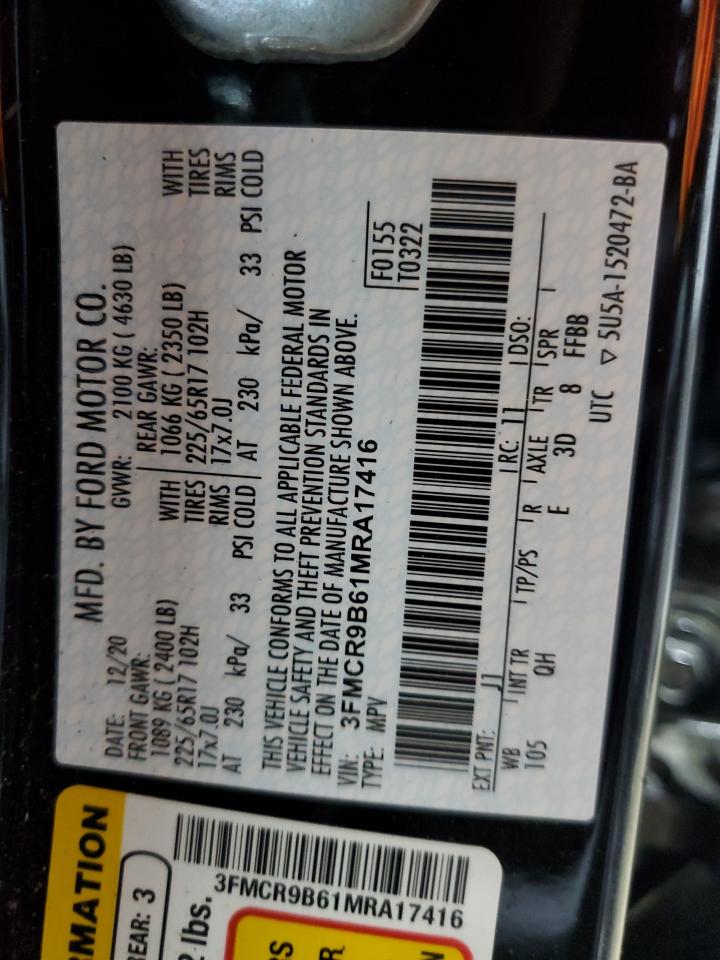 MFD. BY FORD MOTOR CO.
DATE: 12/20 GVWR: 2100 KG ( 4630 LB)
FRONT GAWR: REAR GAWR:
1089 KG ( 2400 LB) WITH 1066 KG ( 2350 LB) WITH
225/65R17 102H TIRES 225/65R17 102H TIRES
17x7.0J RIMS 17x7.0J RIMS
AT 230 kPa/ 33 PSI COLD AT 230 kPa/ 33 PSI COLD
THIS VEHICLE CONFORMS TO ALL APPLICABLE FEDERAL MOTOR
VEHICLE SAFETY AND THEFT PREVENTION STANDARDS IN
EFFECT ON THE DATE OF MANUFACTURE SHOWN ABOVE.
VIN: 3FMCR9B61MRA17416
TYPE: MPV
F0155
T0322
EXT PNT: J1 RC: 11 DSO:
WB INT TR TP/PS R AXLE TR SPR
105 QH E 3D 8 FFBB
UTC ▽ 5U5A-1520472-BA
RMATION
REAR: 3
lbs.
3FMCR9B61MRA17416